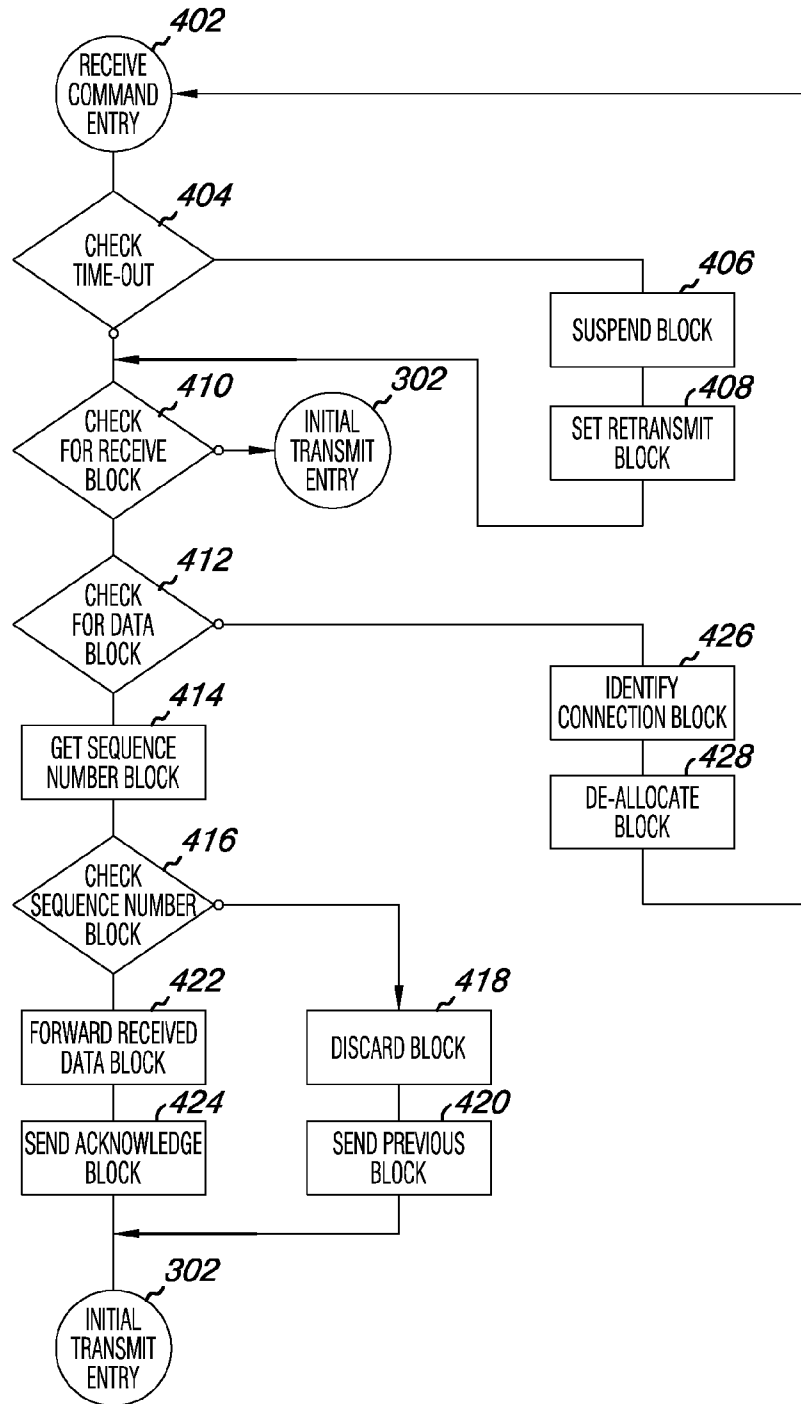 402
RECEIVE
COMMAND
ENTRY
404
CHECK
TIME-OUT
406
SUSPEND BLOCK
408
SET RETRANSMIT
BLOCK
410
CHECK
FOR RECEIVE
BLOCK
302
INITIAL
TRANSMIT
ENTRY
412
CHECK
FOR DATA
BLOCK
426
IDENTIFY
CONNECTION BLOCK
414
GET SEQUENCE
NUMBER BLOCK
428
DE-ALLOCATE
BLOCK
416
CHECK
SEQUENCE NUMBER
BLOCK
422
FORWARD RECEIVED
DATA BLOCK
418
DISCARD BLOCK
424
SEND ACKNOWLEDGE
BLOCK
420
SEND PREVIOUS
BLOCK
302
INITIAL
TRANSMIT
ENTRY